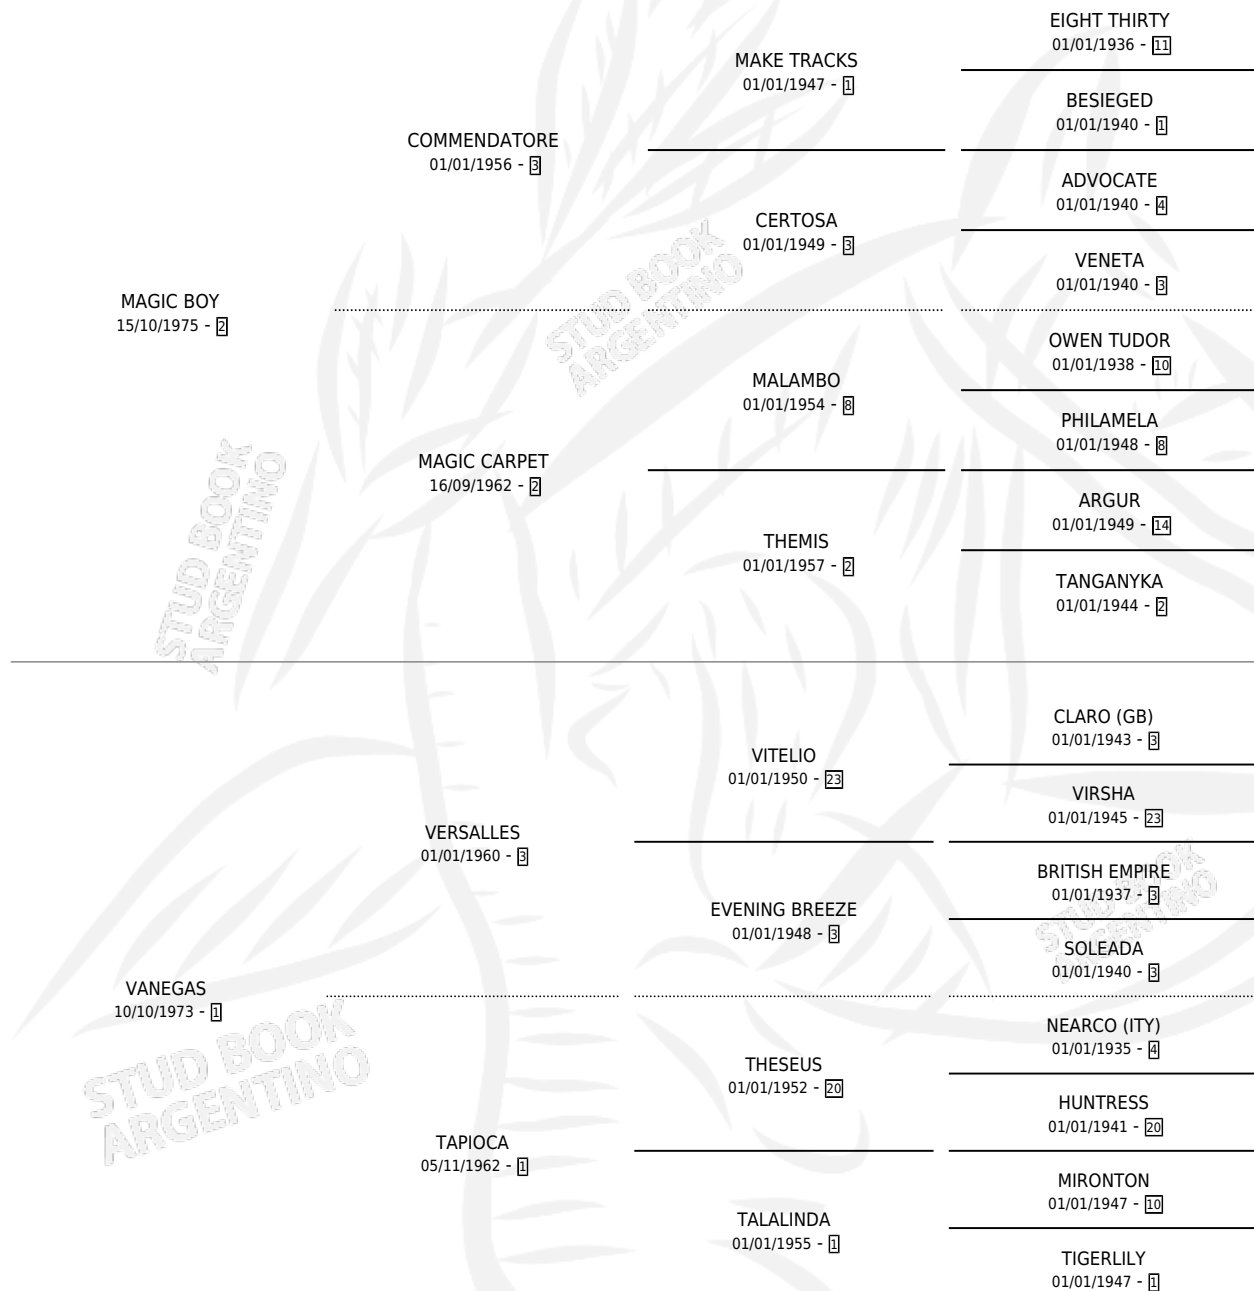 EIGHT THIRTY
01/01/1936 - 11
MAKE TRACKS
01/01/1947 - 1
BESIEGED
01/01/1940 - 1
COMMENDATORE
01/01/1956 - 3
ADVOCATE
01/01/1940 - 4
CERTOSA
01/01/1949 - 3
VENETA
01/01/1940 - 3
MAGIC BOY
15/10/1975 - 2
OWEN TUDOR
01/01/1938 - 10
MALAMBO
01/01/1954 - 8
PHILAMELA
01/01/1948 - 8
MAGIC CARPET
16/09/1962 - 2
ARGUR
01/01/1949 - 14
THEMIS
01/01/1957 - 2
TANGANYKA
01/01/1944 - 2
CLARO (GB)
01/01/1943 - 3
VITELIO
01/01/1950 - 23
VIRSHA
01/01/1945 - 23
VERSALLES
01/01/1960 - 3
BRITISH EMPIRE
01/01/1937 - 3
EVENING BREEZE
01/01/1948 - 3
SOLEADA
01/01/1940 - 3
VANEGAS
10/10/1973 - 1
NEARCO (ITY)
01/01/1935 - 4
THESEUS
01/01/1952 - 20
HUNTRESS
01/01/1941 - 20
TAPIOCA
05/11/1962 - 1
MIRONTON
01/01/1947 - 10
TALALINDA
01/01/1955 - 1
TIGERLILY
01/01/1947 - 1
STUD BOOK
ARGENTINO
STUD BOOK
ARGENTINO
STUD BOOK
ARGENTINO
STUD BOOK
ARGENTINO